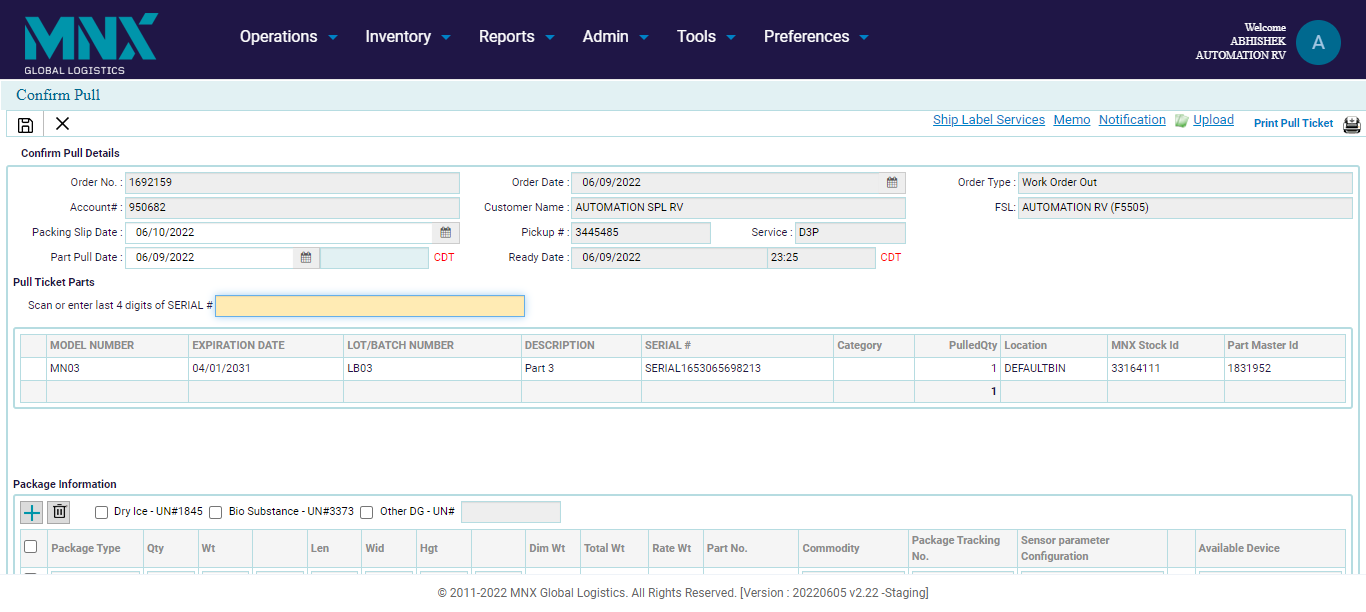 MNX
GLOBAL LOGISTICS
Operations Inventory Reports Admin Tools Preferences
Welcome
ABHISHEK
AUTOMATION RV
A
Confirm Pull
Ship Label Services Memo Notification Upload Print Pull Ticket
Confirm Pull Details
Order No. : 1692159 Order Date : 06/09/2022 Order Type : Work Order Out
Account# : 950682 Customer Name : AUTOMATION SPL RV FSL: AUTOMATION RV (F5505)
Packing Slip Date : 06/10/2022 Pickup # : 3445485 Service : D3P
Part Pull Date : 06/09/2022 CDT Ready Date : 06/09/2022 23:25 CDT
Pull Ticket Parts
Scan or enter last 4 digits of SERIAL #
MODEL NUMBER EXPIRATION DATE LOT/BATCH NUMBER DESCRIPTION SERIAL # Category PulledQty Location MNX Stock Id Part Master Id
MN03 04/01/2031 LB03 Part 3 SERIAL1653065698213 1 DEFAULTBIN 33164111 1831952
1
Package Information
Dry Ice - UN#1845 Bio Substance - UN#3373 Other DG - UN#
Package Type Qty Wt Len Wid Hgt Dim Wt Total Wt Rate Wt Part No. Commodity Package Tracking No. Sensor parameter Configuration Available Device
© 2011-2022 MNX Global Logistics. All Rights Reserved. [Version : 20220605 v2.22 -Staging]